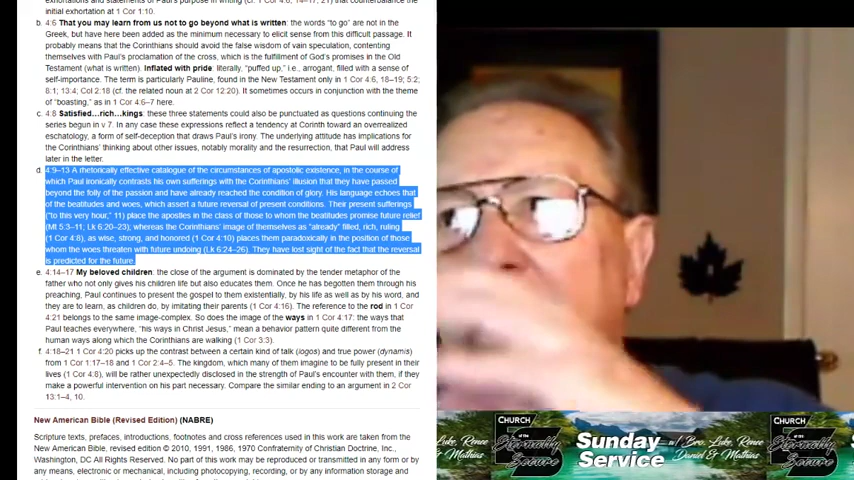 exhortations and statements of Paul's purpose in writing (cf. 1 Cor 4:6, 14–17, 21) that counterbalance the
initial exhortation at 1 Cor 1:10.
b. 4:6 That you may learn from us not to go beyond what is written: the words "to go" are not in the
Greek, but have here been added as the minimum necessary to elicit sense from this difficult passage. It
probably means that the Corinthians should avoid the false wisdom of vain speculation, contenting
themselves with Paul's proclamation of the cross, which is the fulfillment of God's promises in the Old
Testament (what is written). Inflated with pride: literally, "puffed up," i.e., arrogant, filled with a sense of
self-importance. The term is particularly Pauline, found in the New Testament only in 1 Cor 4:6, 18–19; 5:2;
8:1; 13:4; Col 2:18 (cf. the related noun at 2 Cor 12:20). It sometimes occurs in conjunction with the theme
of "boasting," as in 1 Cor 4:6–7 here.
c. 4:8 Satisfied…rich…kings: these three statements could also be punctuated as questions continuing the
series begun in v 7. In any case these expressions reflect a tendency at Corinth toward an overrealized
eschatology, a form of self-deception that draws Paul's irony. The underlying attitude has implications for
the Corinthians' thinking about other issues, notably morality and the resurrection, that Paul will address
later in the letter.
d. 4:9–13 A rhetorically effective catalogue of the circumstances of apostolic existence, in the course of
which Paul ironically contrasts his own sufferings with the Corinthians' illusion that they have passed
beyond the folly of the passion and have already reached the condition of glory. His language echoes that
of the beatitudes and woes, which assert a future reversal of present conditions. Their present sufferings
("to this very hour," 11) place the apostles in the class of those to whom the beatitudes promise future relief
(Mt 5:3–11; Lk 6:20–23); whereas the Corinthians' image of themselves as "already" filled, rich, ruling
(1 Cor 4:8), as wise, strong, and honored (1 Cor 4:10) places them paradoxically in the position of those
whom the woes threaten with future undoing (Lk 6:24–26). They have lost sight of the fact that the reversal
is predicted for the future.
e. 4:14–17 My beloved children: the close of the argument is dominated by the tender metaphor of the
father who not only gives his children life but also educates them. Once he has begotten them through his
preaching, Paul continues to present the gospel to them existentially, by his life as well as by his word, and
they are to learn, as children do, by imitating their parents (1 Cor 4:16). The reference to the rod in 1 Cor
4:21 belongs to the same image-complex. So does the image of the ways in 1 Cor 4:17: the ways that
Paul teaches everywhere, "his ways in Christ Jesus," mean a behavior pattern quite different from the
human ways along which the Corinthians are walking (1 Cor 3:3).
f. 4:18–21 1 Cor 4:20 picks up the contrast between a certain kind of talk (logos) and true power (dynamis)
from 1 Cor 1:17–18 and 1 Cor 2:4–5. The kingdom, which many of them imagine to be fully present in their
lives (1 Cor 4:8), will be rather unexpectedly disclosed in the strength of Paul's encounter with them, if they
make a powerful intervention on his part necessary. Compare the similar ending to an argument in 2 Cor
13:1–4, 10.
New American Bible (Revised Edition) (NABRE)
Scripture texts, prefaces, introductions, footnotes and cross references used in this work are taken from the
New American Bible, revised edition © 2010, 1991, 1986, 1970 Confraternity of Christian Doctrine, Inc.,
Washington, DC All Rights Reserved. No part of this work may be reproduced or transmitted in any form or by
any means, electronic or mechanical, including photocopying, recording, or by any information storage and
CHURCH
of the
Eternally
Secure
Sunday
Service
w/ Bro. Luke, Renee
Daniel & Mathias
CHURCH
of the
Eternally
Secure
Luke, Renee
Mathias